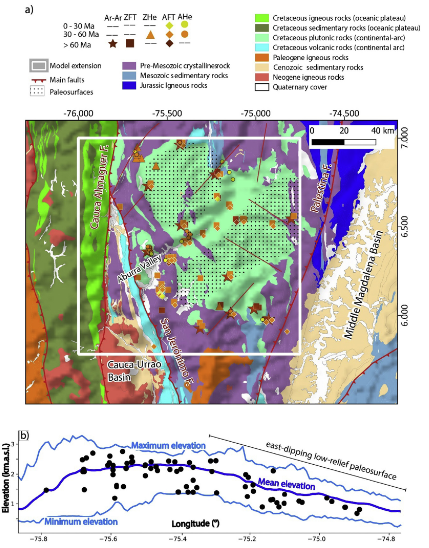 a)
Ar-Ar ZFT ZHe AFT AHe
0 - 30 Ma
30 - 60 Ma
> 60 Ma
Model extension
Main faults
Paleosurfaces
Pre-Mesozoic crystallinesrock
Mesozoic sedimentary rocks
Jurassic Igneous rocks
Cretaceous igneous rocks (oceanic plateau)
Cretaceous sedimentary rocks (oceanic plateau)
Cretaceous plutonic rocks (continental-arc)
Cretaceous volcanic rocks (continental arc)
Paleogene igneous rocks
Cenozoic sedimentary rocks
Neogene igneous rocks
Quaternary cover
-76,000 -75,500 -75,000 -74,500
0 20 40 km
7.000
6.500
6.000
Cauca Almaguer F.
Palestina F.
Aburrá Valley
San Jerónimo F.
Middle Magdalena Basin
Cauca-Urrao
Basin
b)
Elevation (km.a.s.l.)
3
2
1
0
Maximum elevation
east-dipping low-relief paleosurface
Mean elevation
Minimum elevation
Longitude (°)
−75.8 −75.6 −75.4 −75.2 −75.0 −74.8